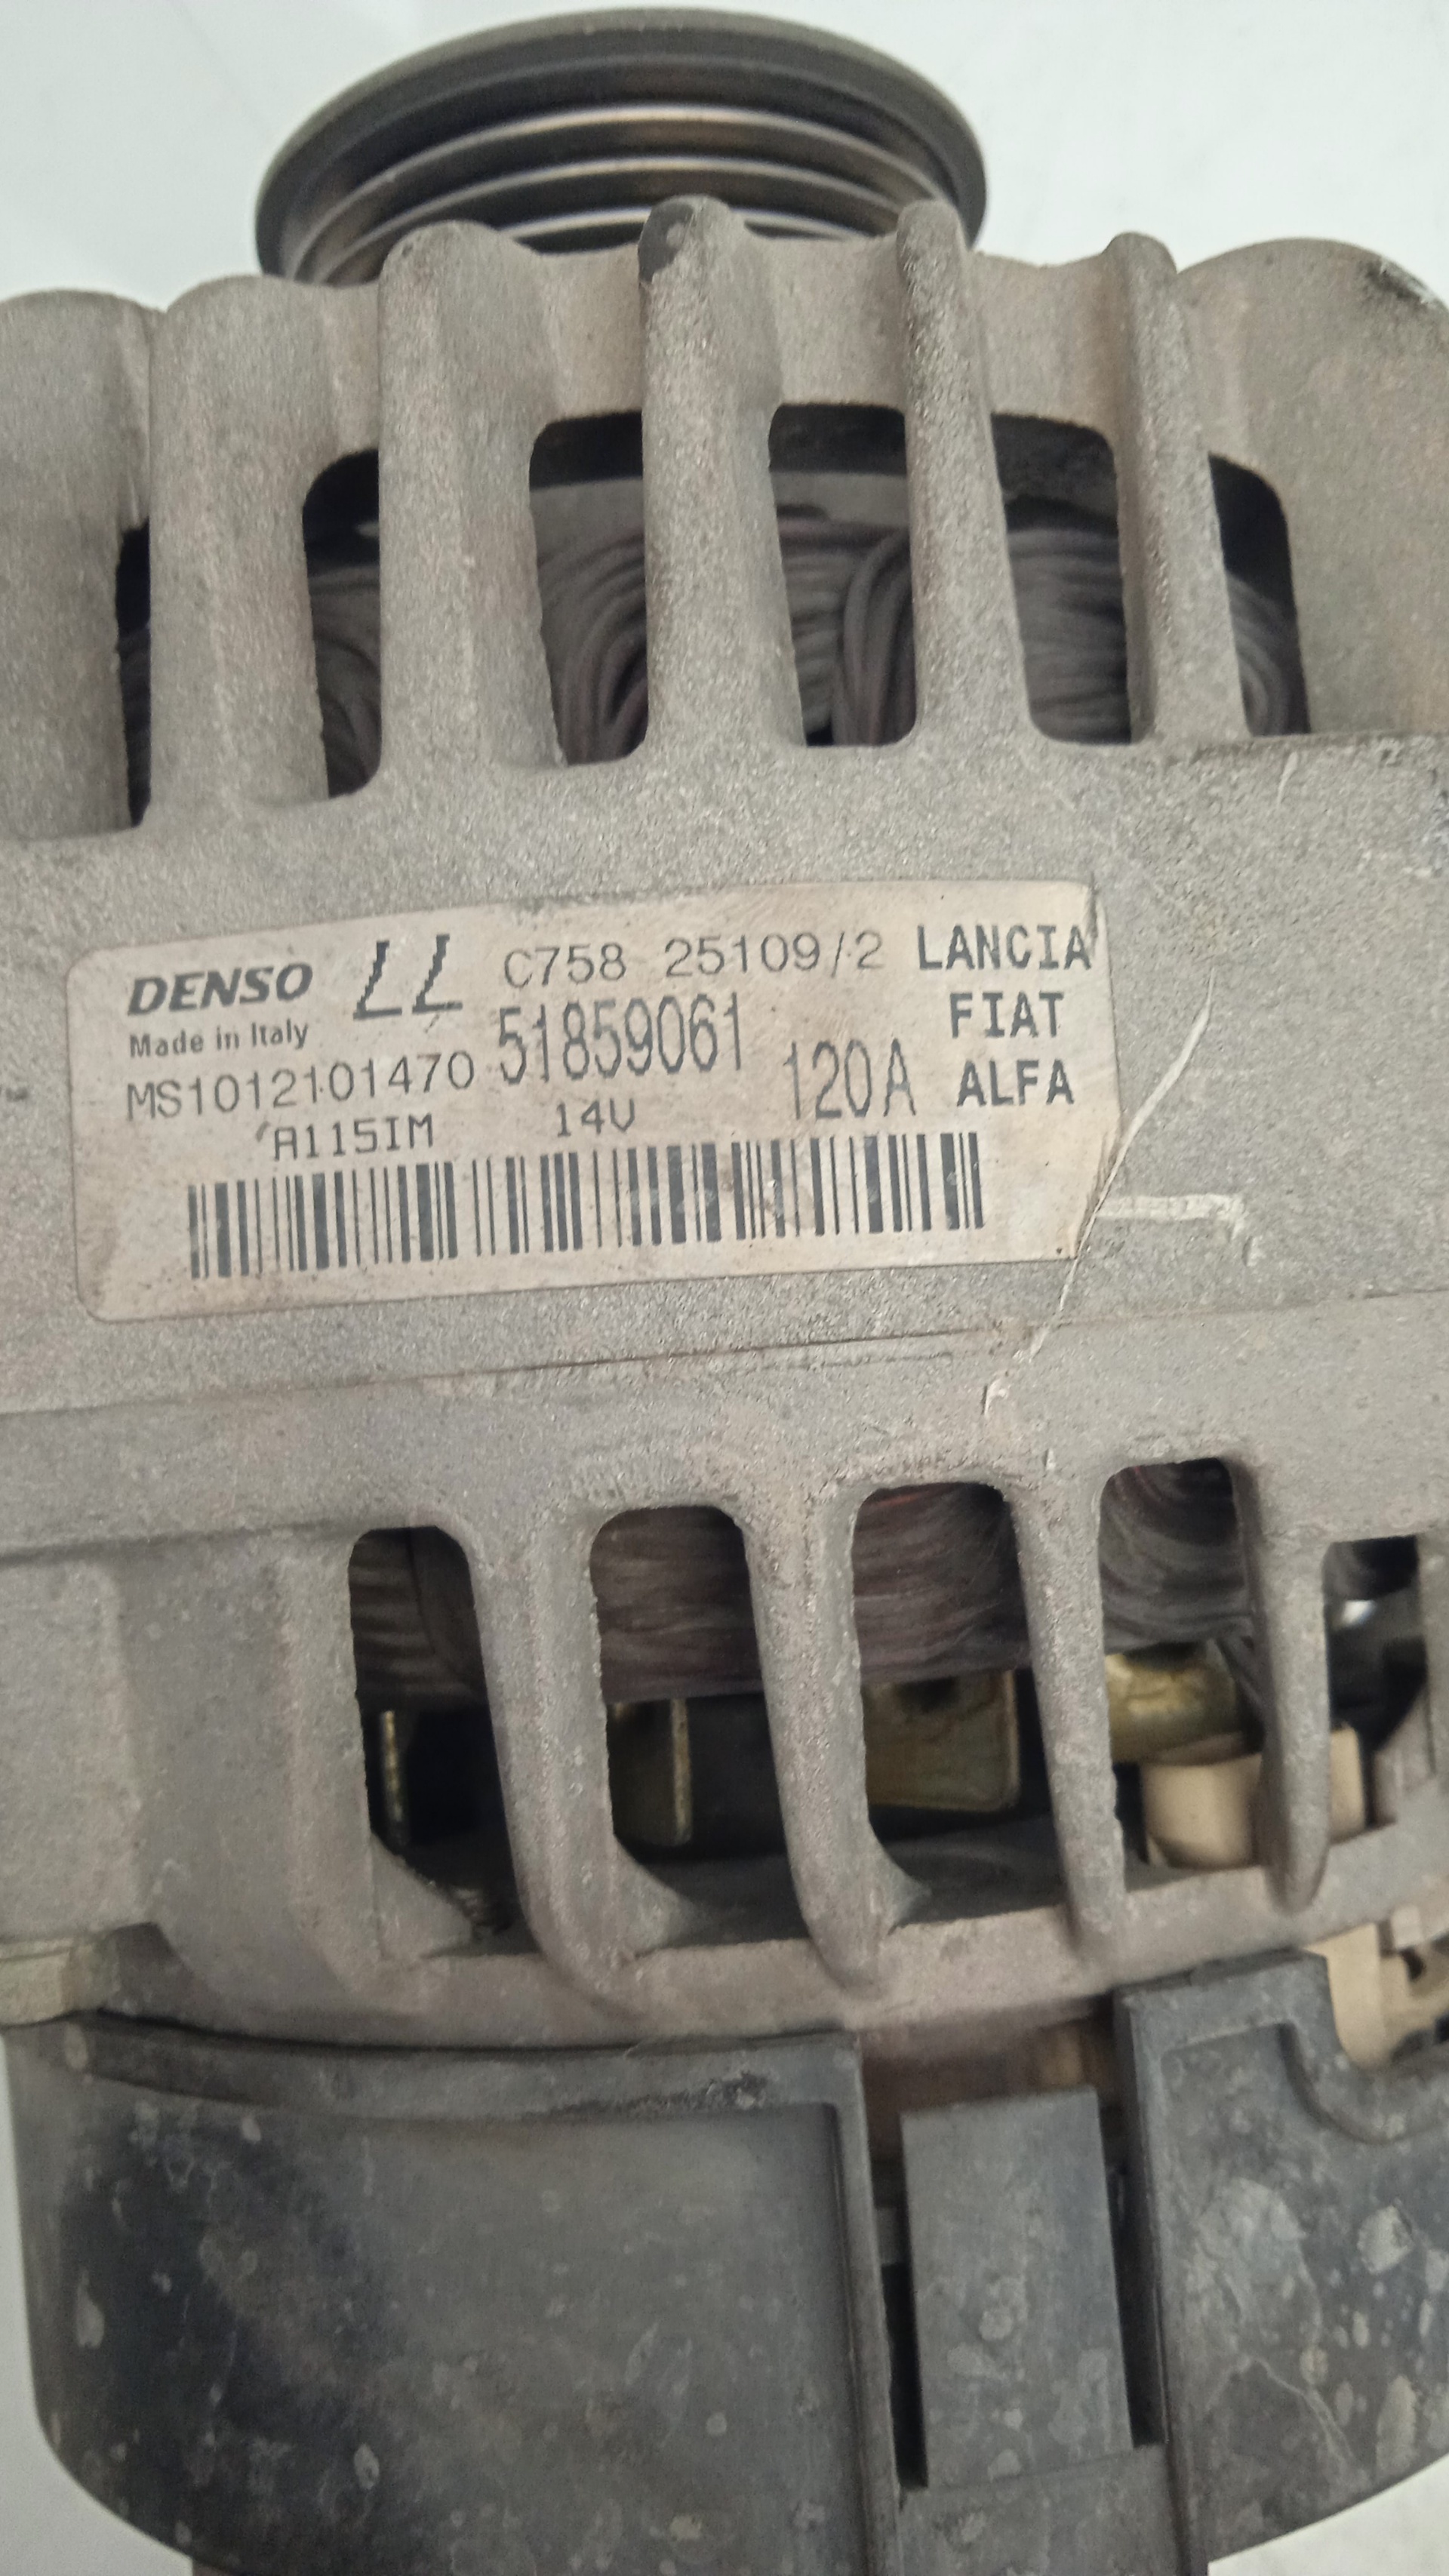 DENSO LL C758 25109/2 LANCIA
Made in Italy 51859061 FIAT
MS1012101470 120A ALFA
A115IM 14V